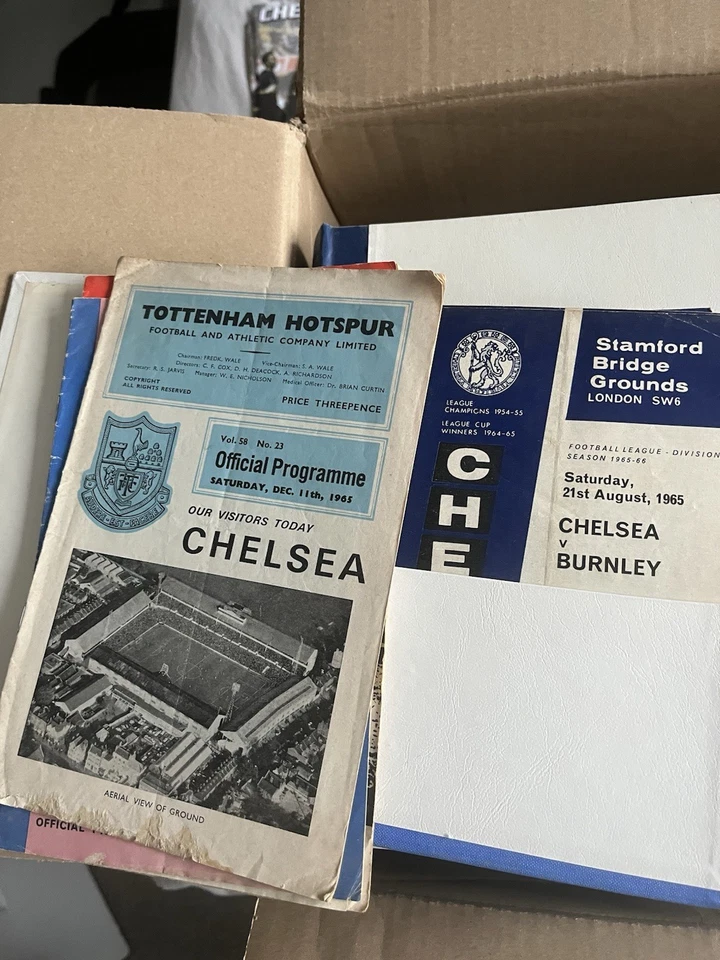 CHE
TOTTENHAM HOTSPUR
FOOTBALL AND ATHLETIC COMPANY LIMITED
Chairman: FREDK. WALE Vice-Chairman: S. A. WALE
Directors: C. F. COX, D. H. DEACOCK, A. RICHARDSON
Secretary: R. S. JARVIS Manager: W. E. NICHOLSON Medical Officer: Dr. BRIAN CURTIN
COPYRIGHT
ALL RIGHTS RESERVED
PRICE THREEPENCE
Vol. 58 No. 23
Official Programme
SATURDAY, DEC. 11th, 1965
AUDERE·EST·FACERE
OUR VISITORS TODAY
CHELSEA
AERIAL VIEW OF GROUND
OFFICIAL
LEAGUE
CHAMPIONS 1954-55
LEAGUE CUP
WINNERS 1964-65
C
H
E
Stamford
Bridge
Grounds
LONDON SW6
FOOTBALL LEAGUE - DIVISION
SEASON 1965-66
Saturday,
21st August, 1965
CHELSEA
v
BURNLEY